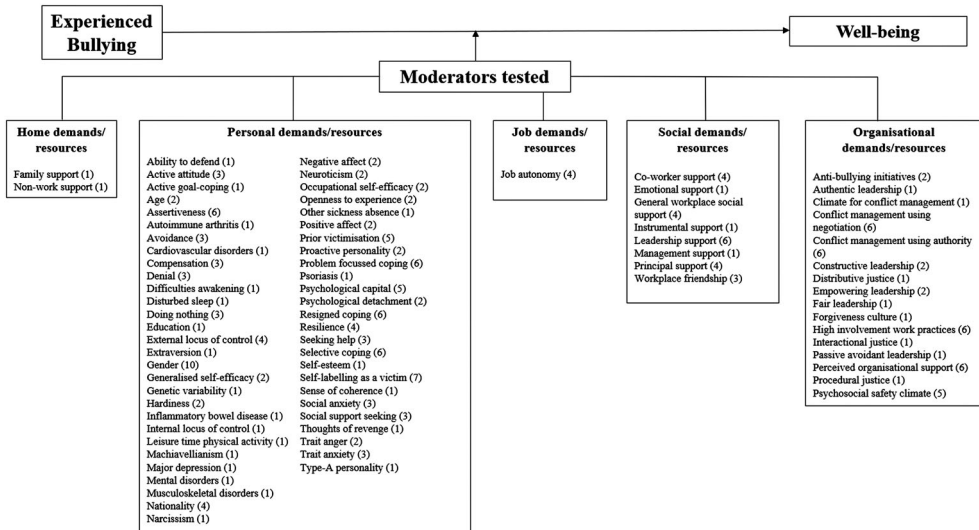 Experienced
Bullying
Well-being
Moderators tested
Home demands/
resources
Family support (1)
Non-work support (1)
Personal demands/resources
Ability to defend (1)
Active attitude (3)
Active goal-coping (1)
Age (2)
Assertiveness (6)
Autoimmune arthritis (1)
Avoidance (3)
Cardiovascular disorders (1)
Compensation (3)
Denial (3)
Difficulties awakening (1)
Disturbed sleep (1)
Doing nothing (3)
Education (1)
External locus of control (4)
Extraversion (1)
Gender (10)
Generalised self-efficacy (2)
Genetic variability (1)
Hardiness (2)
Inflammatory bowel disease (1)
Internal locus of control (1)
Leisure time physical activity (1)
Machiavellianism (1)
Major depression (1)
Mental disorders (1)
Musculoskeletal disorders (1)
Nationality (4)
Narcissism (1)
Negative affect (2)
Neuroticism (2)
Occupational self-efficacy (2)
Openness to experience (2)
Other sickness absence (1)
Positive affect (2)
Prior victimisation (5)
Proactive personality (2)
Problem focussed coping (6)
Psoriasis (1)
Psychological capital (5)
Psychological detachment (2)
Resigned coping (6)
Resilience (4)
Seeking help (3)
Selective coping (6)
Self-esteem (1)
Self-labelling as a victim (7)
Sense of coherence (1)
Social anxiety (3)
Social support seeking (3)
Thoughts of revenge (1)
Trait anger (2)
Trait anxiety (3)
Type-A personality (1)
Job demands/
resources
Job autonomy (4)
Social demands/
resources
Co-worker support (4)
Emotional support (1)
General workplace social
support (4)
Instrumental support (1)
Leadership support (6)
Management support (1)
Principal support (4)
Workplace friendship (3)
Organisational
demands/resources
Anti-bullying initiatives (2)
Authentic leadership (1)
Climate for conflict management (1)
Conflict management using
negotiation (6)
Conflict management using authority
(6)
Constructive leadership (2)
Distributive justice (1)
Empowering leadership (2)
Fair leadership (1)
Forgiveness culture (1)
High involvement work practices (6)
Interactional justice (1)
Passive avoidant leadership (1)
Perceived organisational support (6)
Procedural justice (1)
Psychosocial safety climate (5)